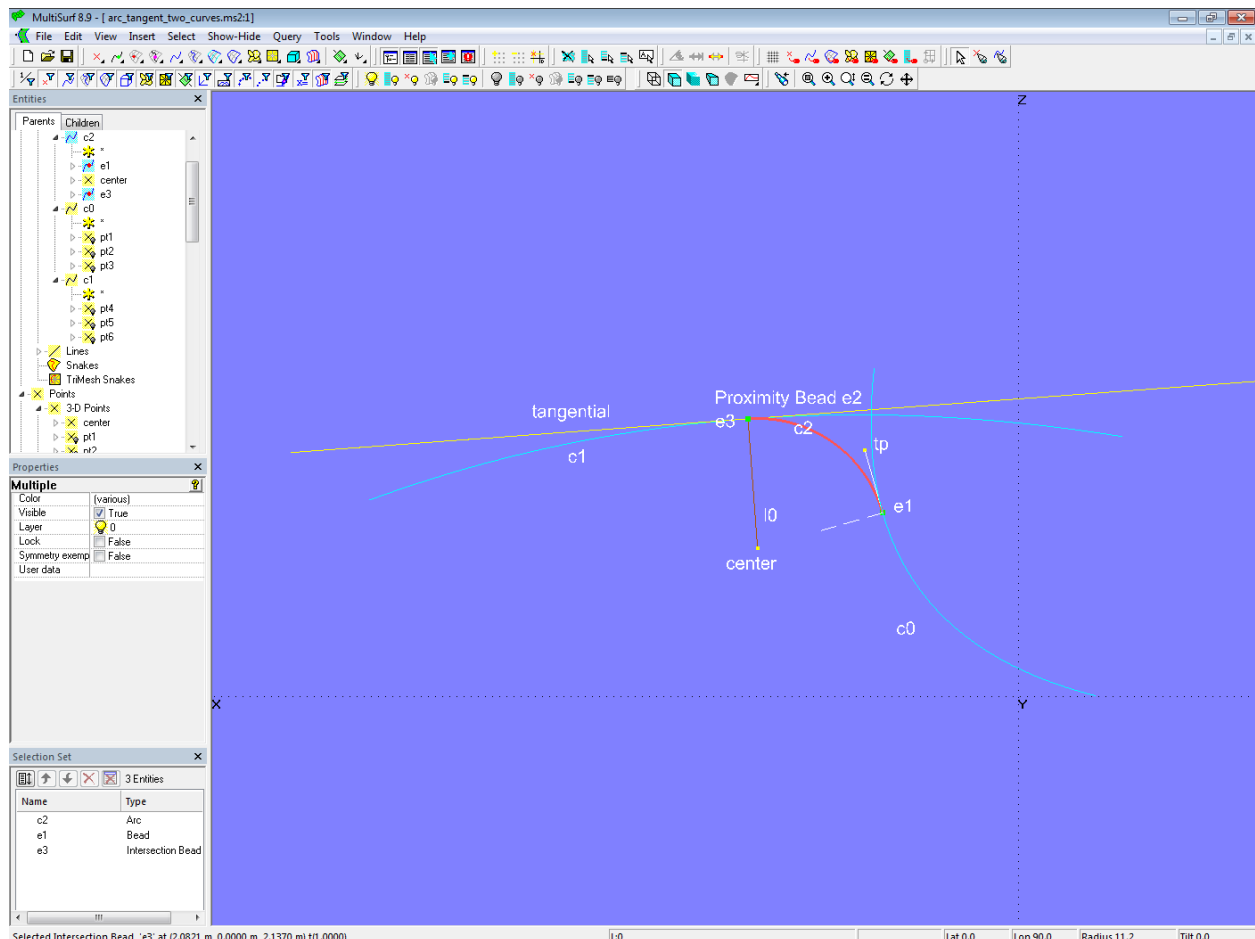 MultiSurf 8.9 - [ arc_tangent_two_curves.ms2:1]
File Edit View Insert Select Show-Hide Query Tools Window Help
Entities
Parents Children
c2
*
e1
center
e3
c0
*
pt1
pt2
pt3
c1
*
pt4
pt5
pt6
Lines
Snakes
TriMesh Snakes
Points
3-D Points
center
pt1
pt2
Properties
Multiple
Color (various)
Visible True
Layer 0
Lock False
Symmetry exemp False
User data
Selection Set
3 Entities
Name Type
c2 Arc
e1 Bead
e3 Intersection Bead
Z
Proximity Bead e2
tangential
e3
c2
c1
tp
e1
l0
center
c0
X
Y
Selected Intersection Bead 'e3' at (2.0821 m, 0.0000 m, 2.1370 m) t(1.0000)
L:0
Lat 0.0 Lon 90.0 Radius 11.2 Tilt 0.0